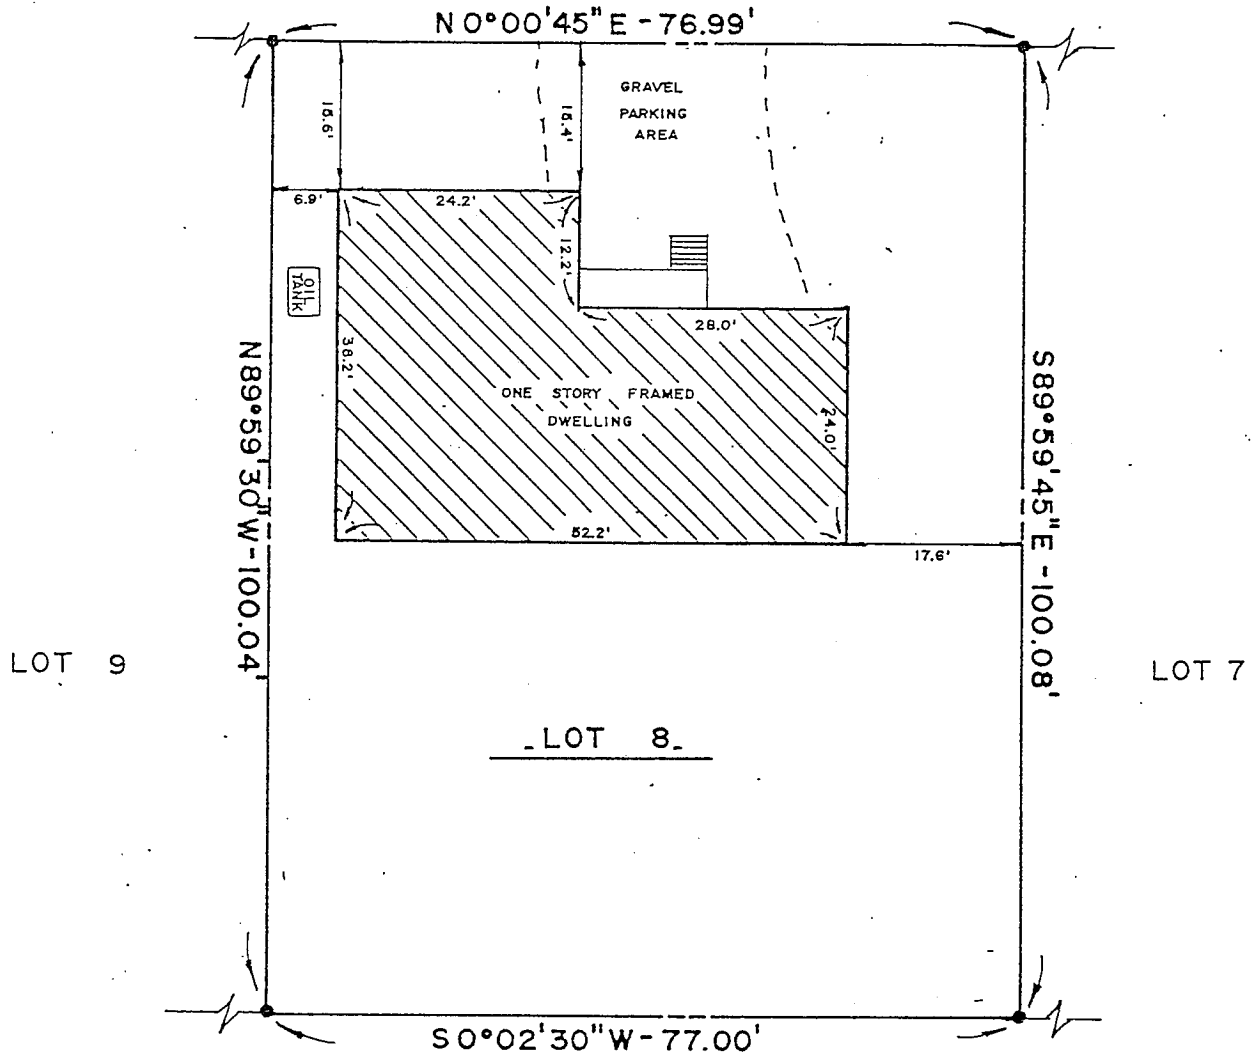 N 0°00'45" E - 76.99'
GRAVEL
PARKING
AREA
15.6'
15.4'
6.9'
24.2'
12.2'
OIL
TANK
28.0'
38.2'
ONE STORY FRAMED
DWELLING
24.0'
52.2'
17.6'
N89°59'30"W-100.04'
S89°59'45"E-100.08'
LOT 9
LOT 7
LOT 8
S 0°02'30" W-77.00'